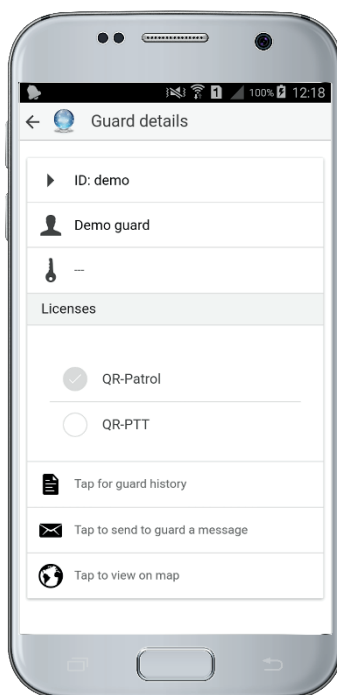 1 100% 12:18
Guard details
ID: demo
Demo guard
---
Licenses
QR-Patrol
QR-PTT
Tap for guard history
Tap to send to guard a message
Tap to view on map